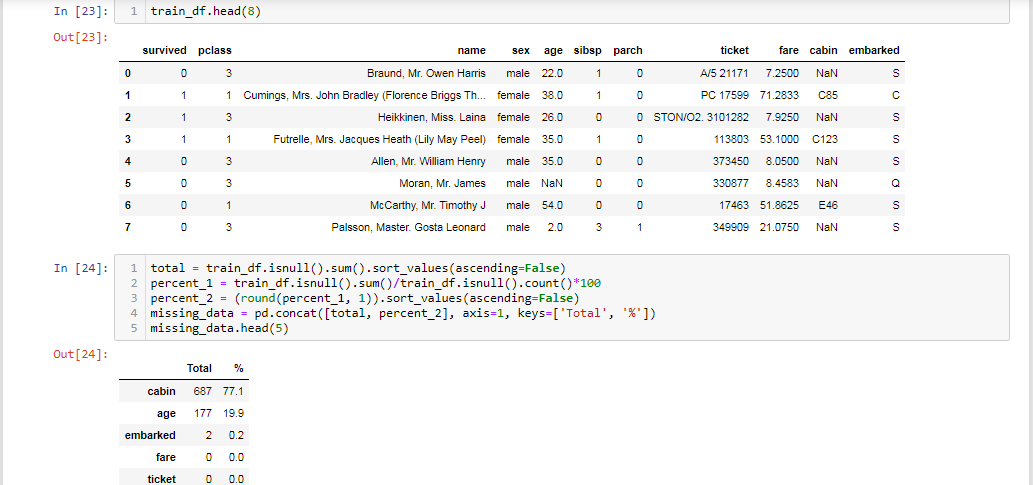 In [23]: 1 train_df.head(8)
Out[23]:
survived pclass name sex age sibsp parch ticket fare cabin embarked
0 0 3 Braund, Mr. Owen Harris male 22.0 1 0 A/5 21171 7.2500 NaN S
1 1 1 Cumings, Mrs. John Bradley (Florence Briggs Th... female 38.0 1 0 PC 17599 71.2833 C85 C
2 1 3 Heikkinen, Miss. Laina female 26.0 0 0 STON/O2. 3101282 7.9250 NaN S
3 1 1 Futrelle, Mrs. Jacques Heath (Lily May Peel) female 35.0 1 0 113803 53.1000 C123 S
4 0 3 Allen, Mr. William Henry male 35.0 0 0 373450 8.0500 NaN S
5 0 3 Moran, Mr. James male NaN 0 0 330877 8.4583 NaN Q
6 0 1 McCarthy, Mr. Timothy J male 54.0 0 0 17463 51.8625 E46 S
7 0 3 Palsson, Master. Gosta Leonard male 2.0 3 1 349909 21.0750 NaN S
In [24]: 1 total = train_df.isnull().sum().sort_values(ascending=False)
2 percent_1 = train_df.isnull().sum()/train_df.isnull().count()*100
3 percent_2 = (round(percent_1, 1)).sort_values(ascending=False)
4 missing_data = pd.concat([total, percent_2], axis=1, keys=['Total', '%'])
5 missing_data.head(5)
Out[24]:
Total %
cabin 687 77.1
age 177 19.9
embarked 2 0.2
fare 0 0.0
ticket 0 0.0